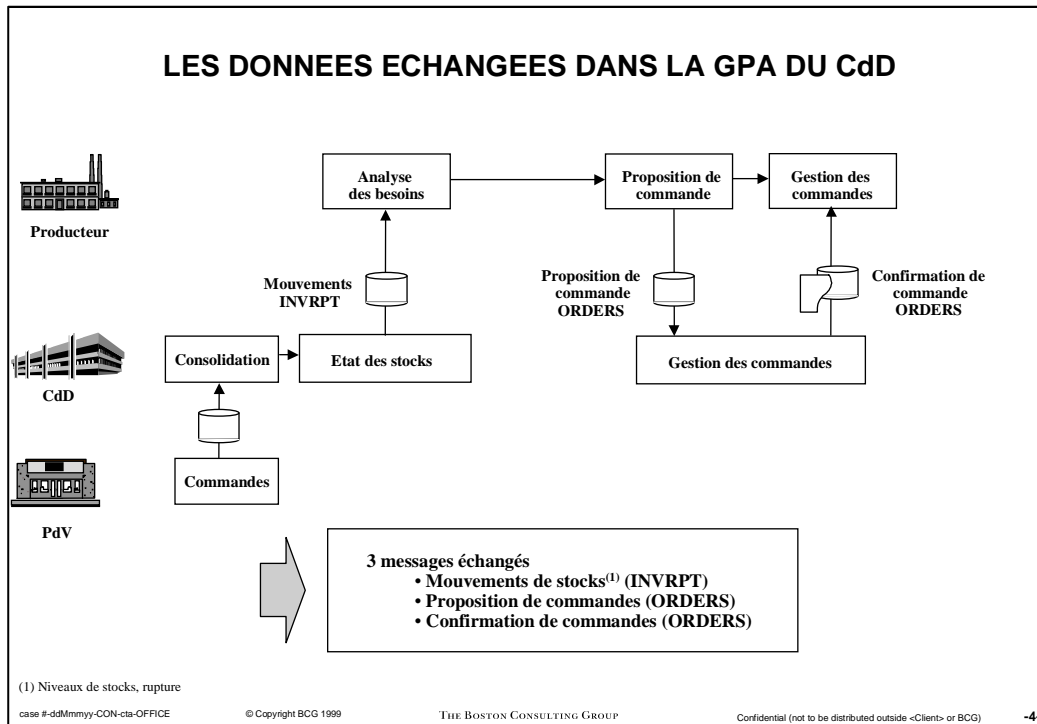 LES DONNEES ECHANGEES DANS LA GPA DU CdD
Analyse
des besoins
Proposition de
commande
Gestion des
commandes
Producteur
Mouvements
INVRPT
Proposition de
commande
ORDERS
Confirmation de
commande
ORDERS
Consolidation
Etat des stocks
Gestion des commandes
CdD
Commandes
PdV
3 messages échangés
• Mouvements de stocks(1) (INVRPT)
• Proposition de commandes (ORDERS)
• Confirmation de commandes (ORDERS)
(1) Niveaux de stocks, rupture
case #-ddMmmyy-CON-cta-OFFICE
© Copyright BCG 1999
THE BOSTON CONSULTING GROUP
Confidential (not to be distributed outside <Client> or BCG)
-4